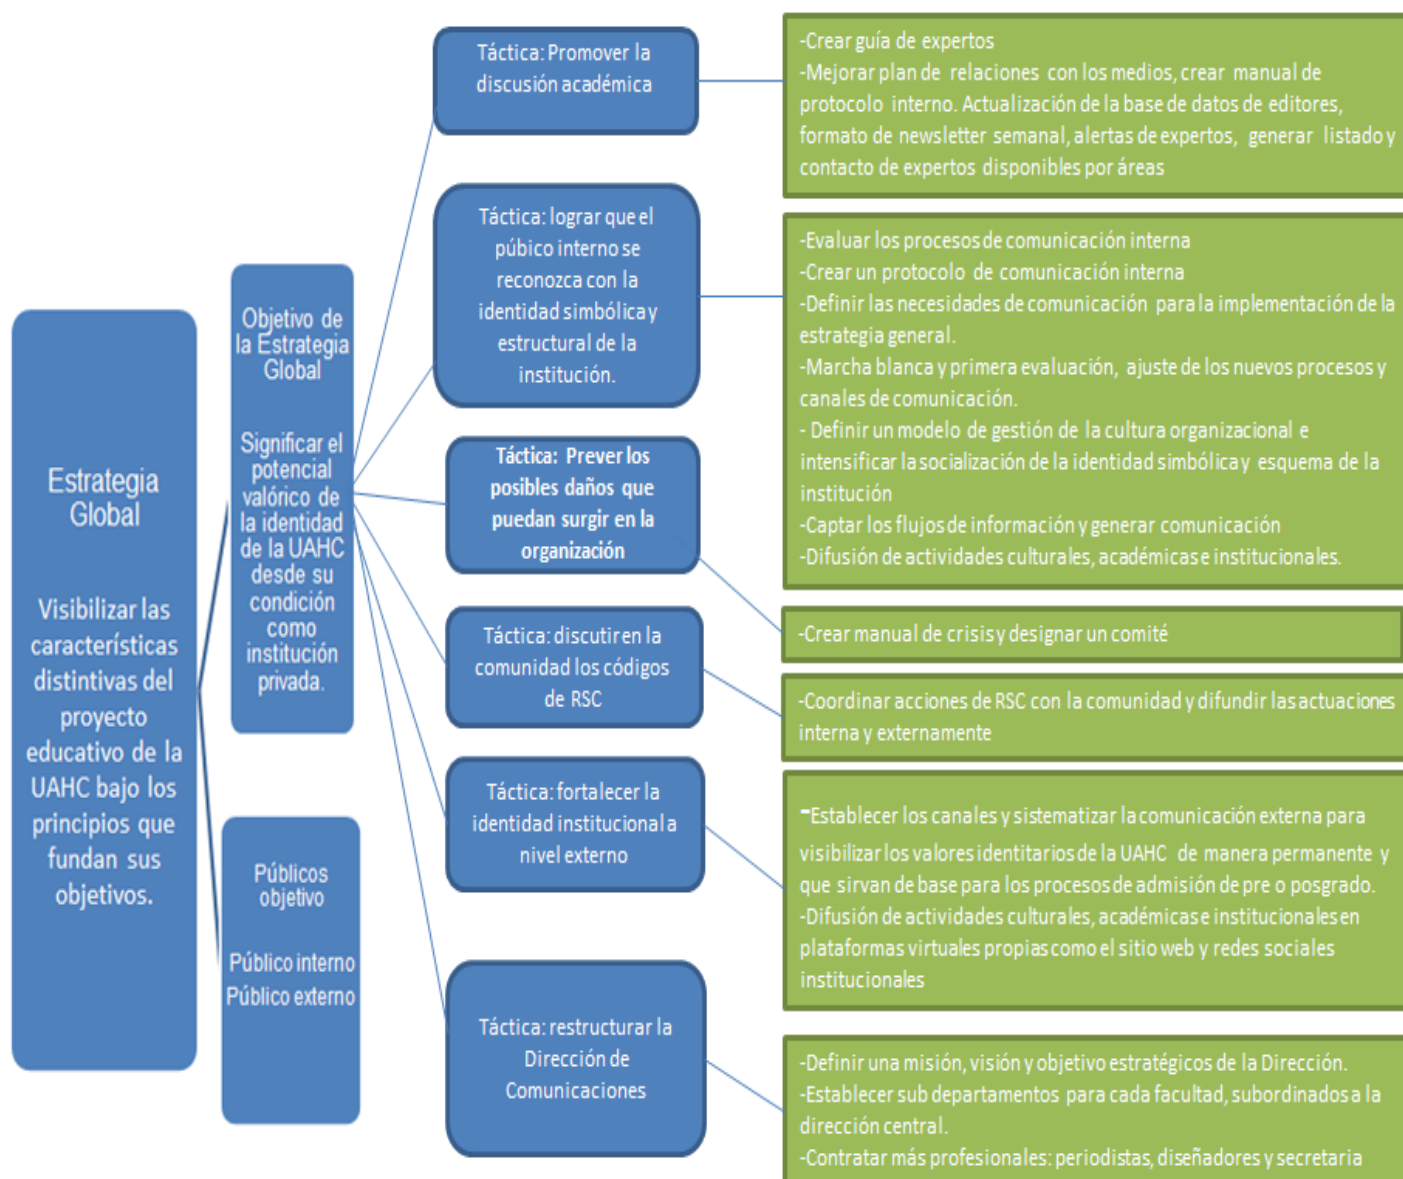 Estrategia
Global
Visibilizar las
características
distintivas del
proyecto
educativo de la
UAHC bajo los
principios que
fundan sus
objetivos.
Objetivo de
la Estrategia
Global
Significar el
potencial
valórico de
la identidad
de la UAHC
desde su
condición
como
institución
privada.
Públicos
objetivo
Público interno
Público externo
Táctica: Promover la
discusión académica
-Crear guía de expertos
-Mejorar plan de relaciones con los medios, crear manual de
protocolo interno. Actualización de la base de datos de editores,
formato de newsletter semanal, alertas de expertos, generar listado y
contacto de expertos disponibles por áreas
Táctica: lograr que el
púbico interno se
reconozca con la
identidad simbólica y
estructural de la
institución.
-Evaluar los procesos de comunicación interna
-Crear un protocolo de comunicación interna
-Definir las necesidades de comunicación para la implementación de la
estrategia general.
-Marcha blanca y primera evaluación, ajuste de los nuevos procesos y
canales de comunicación.
- Definir un modelo de gestión de la cultura organizacional e
intensificar la socialización de la identidad simbólica y esquema de la
institución
-Captar los flujos de información y generar comunicación
-Difusión de actividades culturales, académicas e institucionales.
Táctica: Prever los
posibles daños que
puedan surgir en la
organización
-Crear manual de crisis y designar un comité
Táctica: discutir en la
comunidad los códigos
de RSC
-Coordinar acciones de RSC con la comunidad y difundir las actuaciones
interna y externamente
Táctica: fortalecer la
identidad institucional a
nivel externo
-Establecer los canales y sistematizar la comunicación externa para
visibilizar los valores identitarios de la UAHC de manera permanente y
que sirvan de base para los procesos de admisión de pre o posgrado.
-Difusión de actividades culturales, académicas e institucionales en
plataformas virtuales propias como el sitio web y redes sociales
institucionales
Táctica: restructurar la
Dirección de
Comunicaciones
-Definir una misión, visión y objetivo estratégicos de la Dirección.
-Establecer sub departamentos para cada facultad, subordinados a la
dirección central.
-Contratar más profesionales: periodistas, diseñadores y secretaria